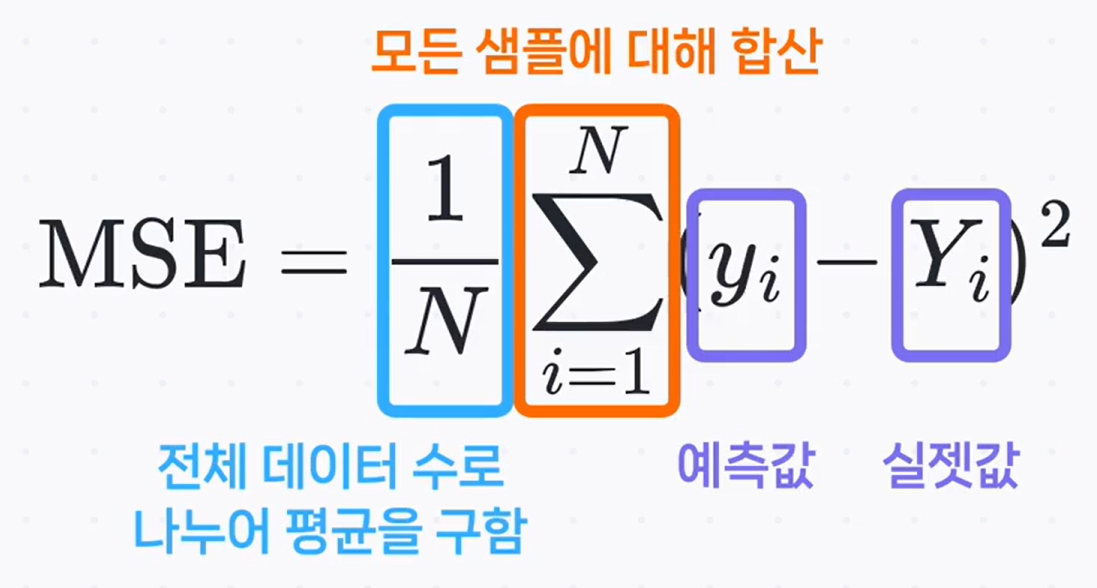 모든 샘플에 대해 합산
MSE = \frac{1}{N} \sum_{i=1}^{N} (y_i - Y_i)^2
전체 데이터 수로
나누어 평균을 구함
예측값
실젯값